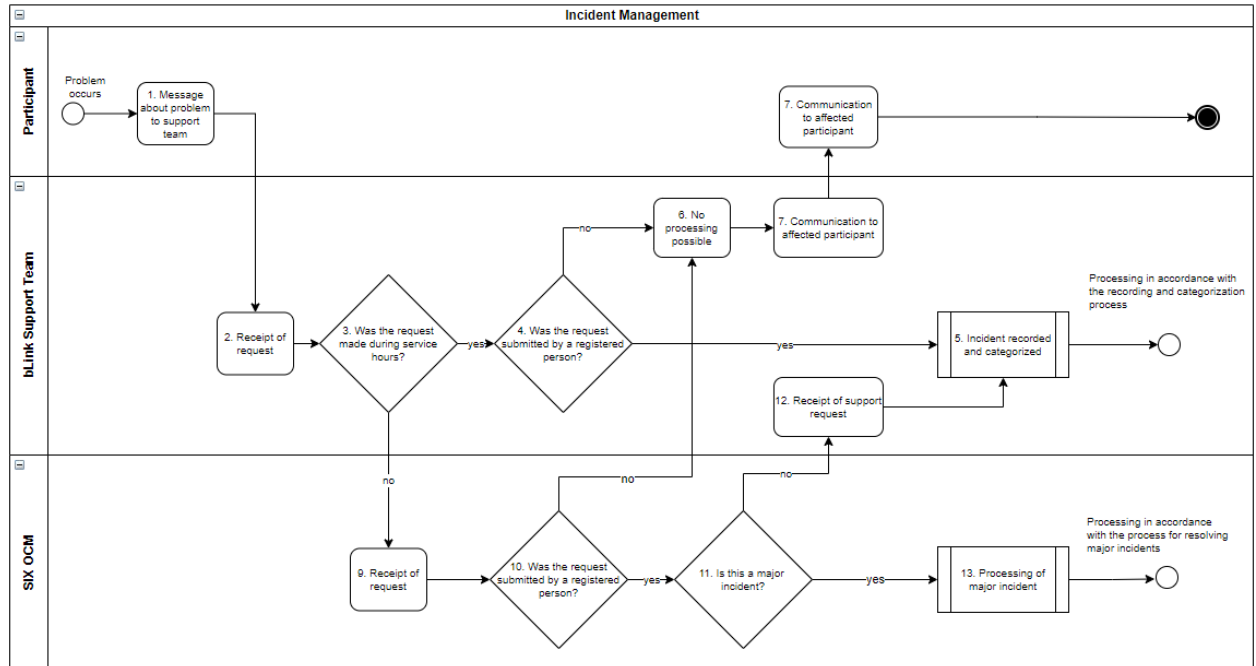 Incident Management
Participant
Problem
occurs
1. Message
about problem
to support
team
7. Communication
to affected
participant
bLink Support Team
6. No
processing
possible
7. Communication to
affected participant
no
2. Receipt of
request
3. Was the request
made during service
hours?
yes
4. Was the request
submitted by a registered
person?
yes
5. Incident recorded
and categorized
Processing in accordance with
the recording and categorization
process
12. Receipt of support
request
SIX OCM
no
no
no
9. Receipt of
request
10. Was the request
submitted by a registered
person?
yes
11. Is this a major
incident?
yes
13. Processing of
major incident
Processing in accordance
with the process for resolving
major incidents